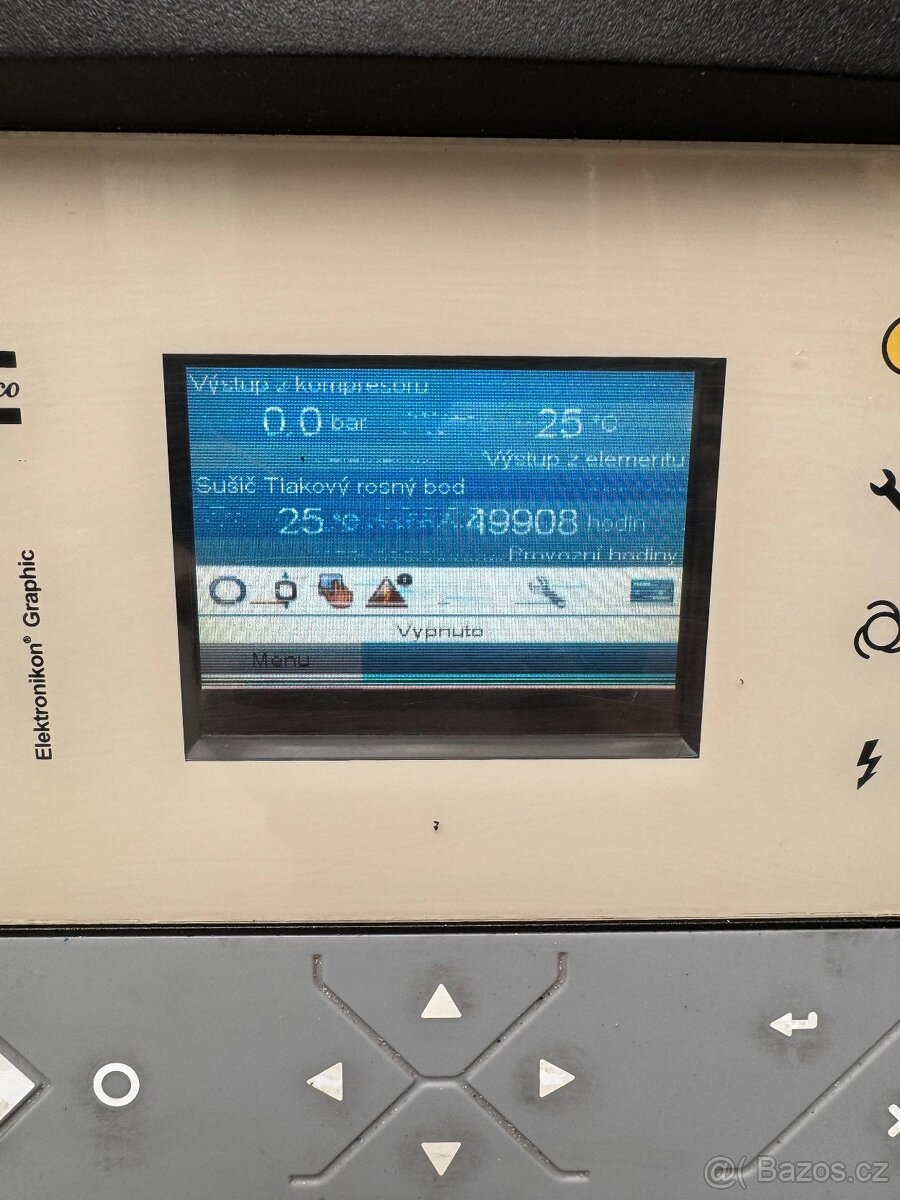 Výstup z kompresoru
0,0 bar 25 °C
Výstup z elementu
Sušič Tlakový rosný bod
25 °C 49908 hodin
Provozní hodiny
Vypnuto
Menu
co
Elektronikon® Graphic
@ Bazos.cz